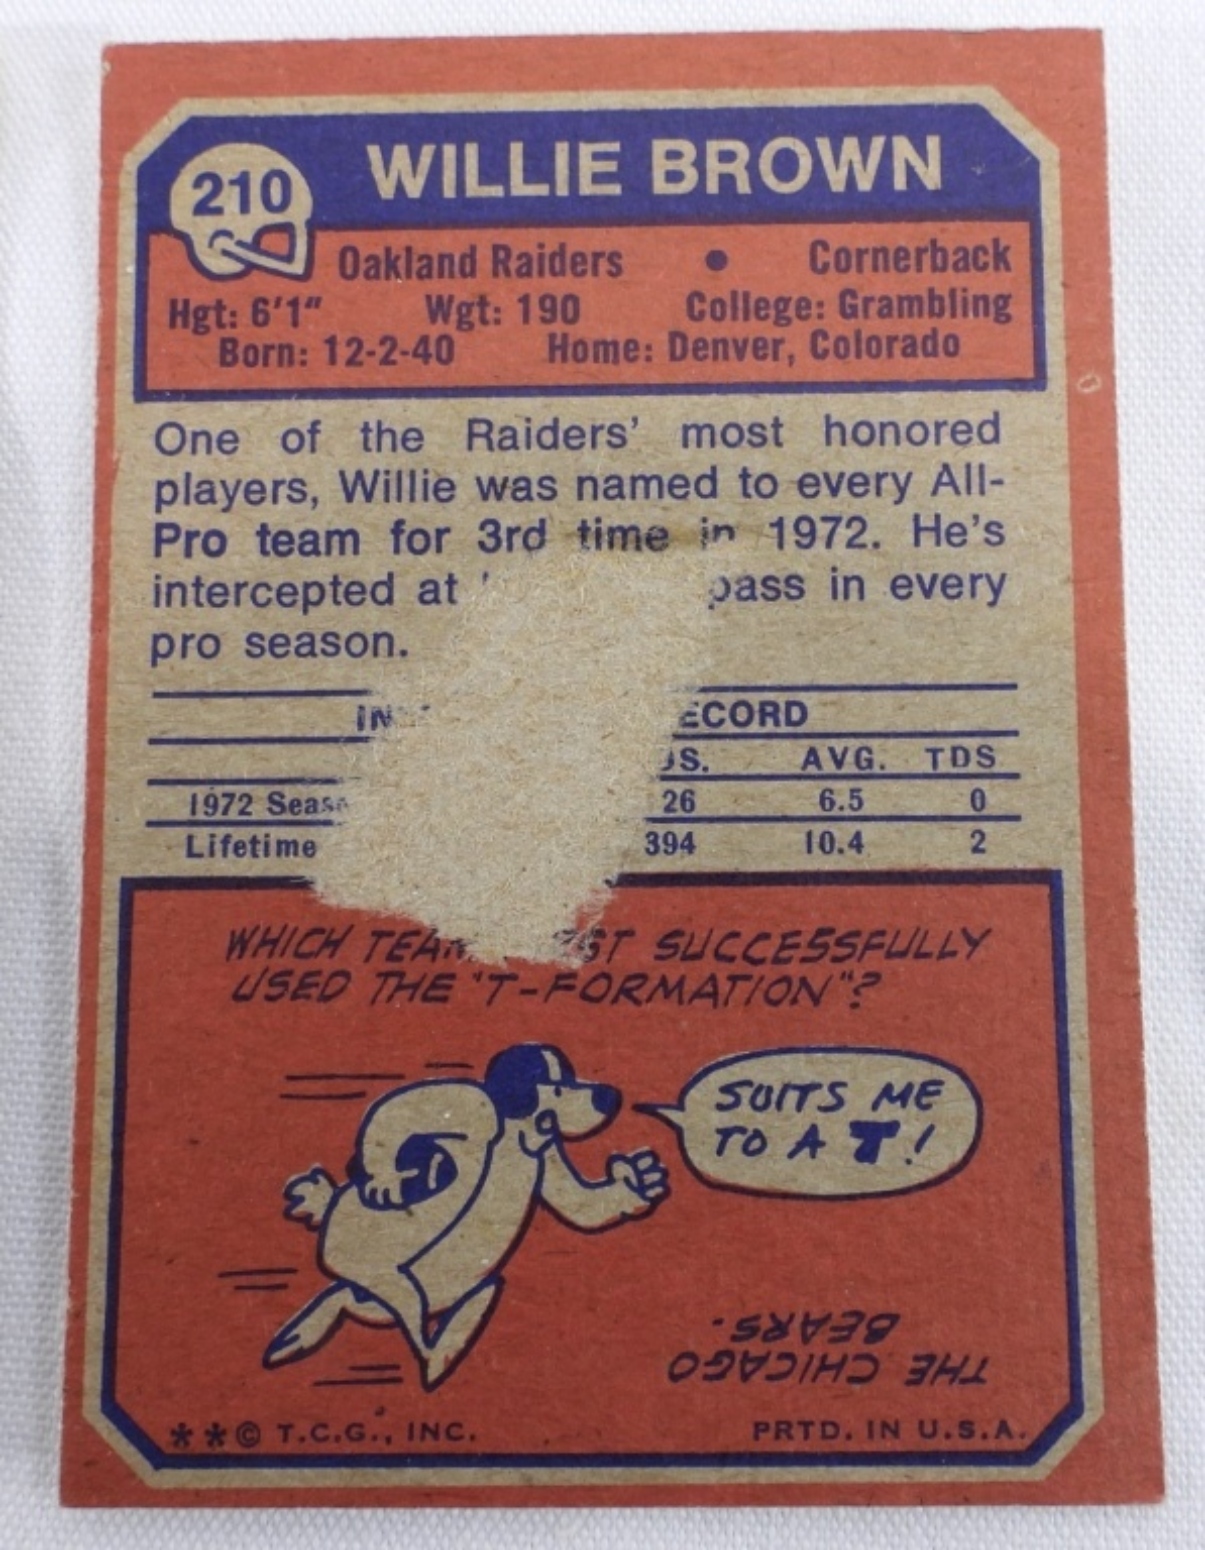 210
WILLIE BROWN
Oakland Raiders • Cornerback
Hgt: 6'1" Wgt: 190 College: Grambling
Born: 12-2-40 Home: Denver, Colorado
One of the Raiders' most honored
players, Willie was named to every All-
Pro team for 3rd time in 1972. He's
intercepted at pass in every
pro season.
AVG. TDS
1972 26 6.5 0
Lifetime 394 10.4 2
WHICH SUCCESSFULLY
USED THE "T-FORMATION"?
SUITS ME
TO A T!
THE CHICAGO
BEARS.
**© T.C.G., INC. PRTD. IN U.S.A.